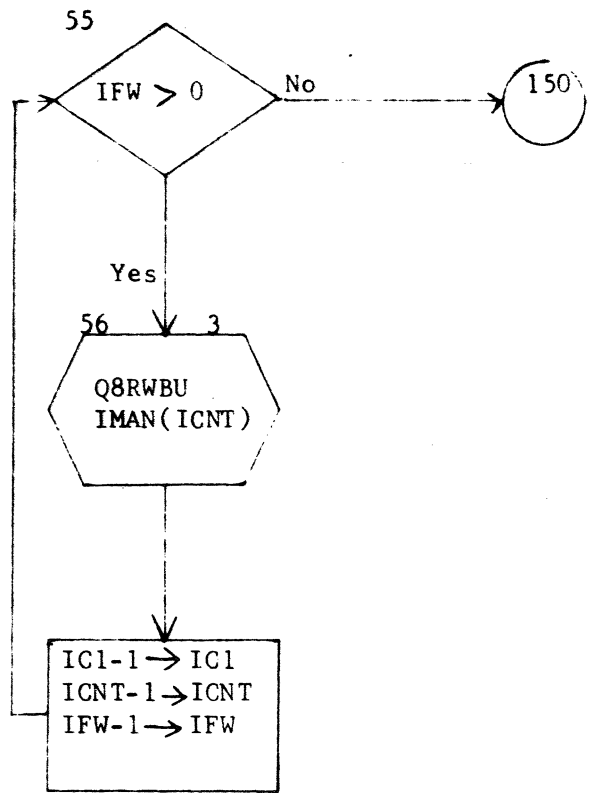 55
IFW > 0
No
150
Yes
56 3
Q8RWBU
IMAN(ICNT)
IC1-1→IC1
ICNT-1→ICNT
IFW-1→IFW